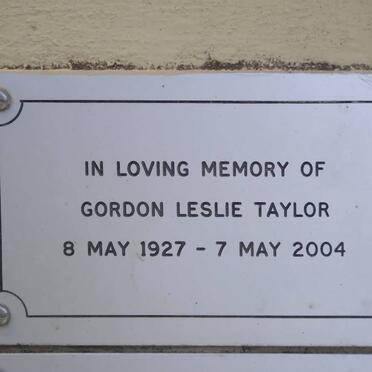 IN LOVING MEMORY OF
GORDON LESLIE TAYLOR
8 MAY 1927 - 7 MAY 2004